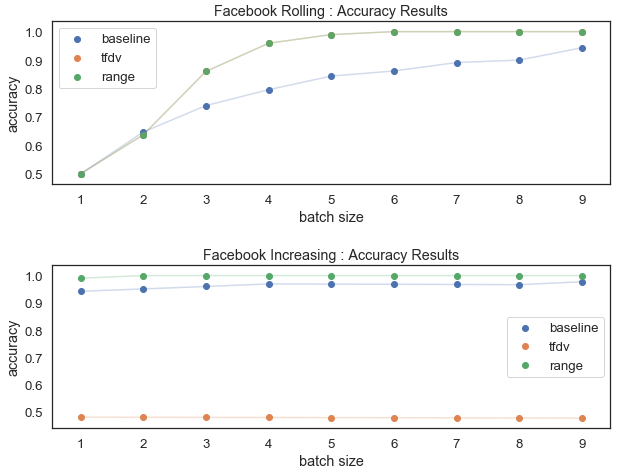 Facebook Rolling : Accuracy Results
1.0
0.9
0.8
0.7
0.6
0.5
accuracy
baseline
tfdv
range
1 2 3 4 5 6 7 8 9
batch size
Facebook Increasing : Accuracy Results
1.0
0.9
0.8
0.7
0.6
0.5
accuracy
baseline
tfdv
range
1 2 3 4 5 6 7 8 9
batch size